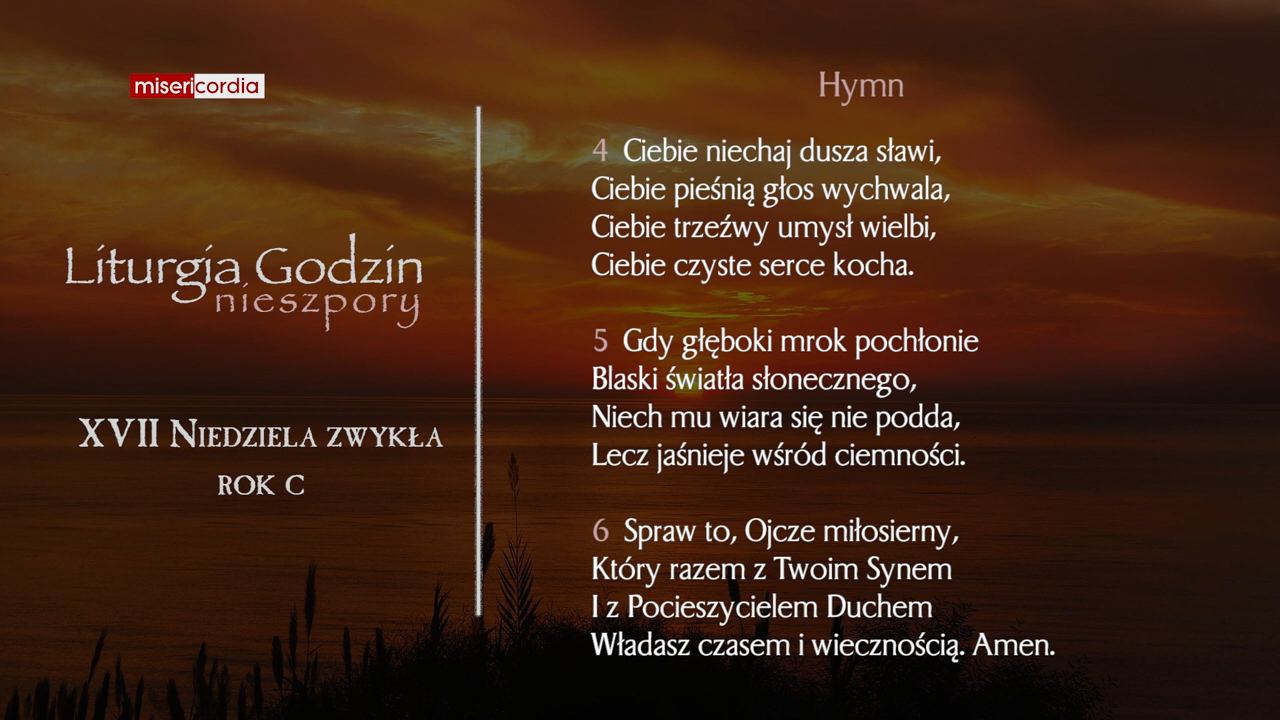 misericordia
Liturgia Godzin
nieszpory
XVII Niedziela zwykła
rok C
Hymn
4 Ciebie niechaj dusza sławi,
Ciebie pieśnią głos wychwala,
Ciebie trzeźwy umysł wielbi,
Ciebie czyste serce kocha.
5 Gdy głęboki mrok pochłonie
Blaski światła słonecznego,
Niech mu wiara się nie podda,
Lecz jaśnieje wśród ciemności.
6 Spraw to, Ojcze miłosierny,
Który razem z Twoim Synem
I z Pocieszycielem Duchem
Władasz czasem i wiecznością. Amen.